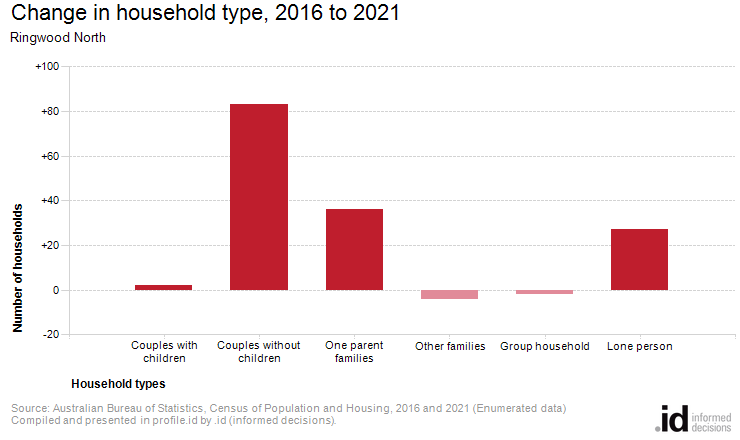 Change in household type, 2016 to 2021
Ringwood North
+100
+80
+60
+40
+20
0
-20
Number of households
Couples with
children
Couples without
children
One parent
families
Other families
Group household
Lone person
Household types
Source: Australian Bureau of Statistics, Census of Population and Housing, 2016 and 2021 (Enumerated data)
Compiled and presented in profile.id by .id (informed decisions).
.id informed
decisions